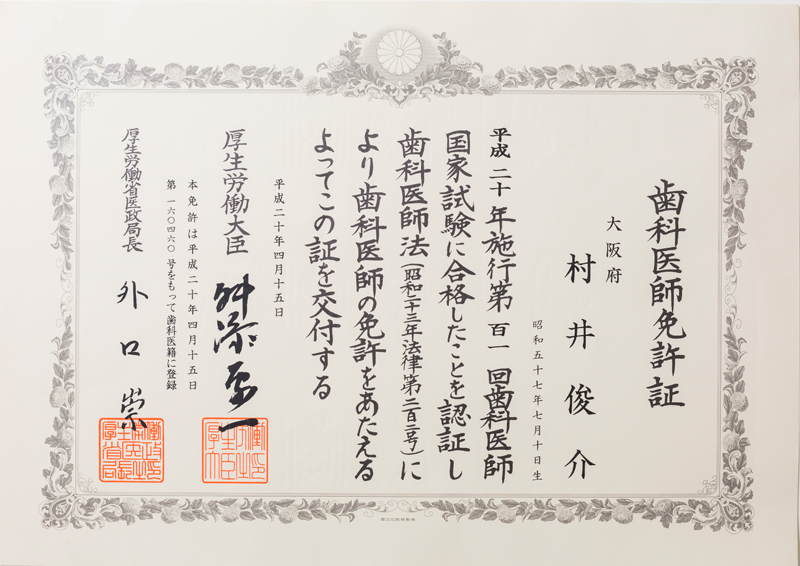 歯科医師免許証
大阪府
村井俊介
昭和五十七年七月十日生
平成二十年施行第百一回歯科医師
国家試験に合格したことを認証し
歯科医師法(昭和二十三年法律第二百二号)に
より歯科医師の免許をあたえる
よってこの証を交付する
平成二十年四月十五日
厚生労働大臣 舛添要一
本免許は平成二十年四月十五日
第一六〇四六〇号をもって歯科医籍に登録
厚生労働省医政局長 外口崇